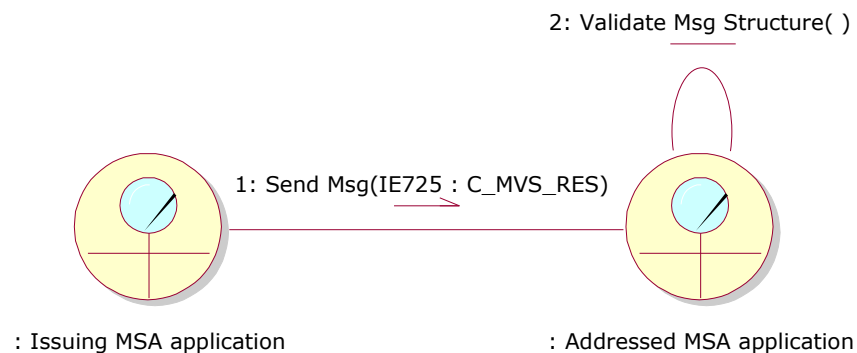 2: Validate Msg Structure( )
1: Send Msg(IE725 : C_MVS_RES)
: Issuing MSA application
: Addressed MSA application